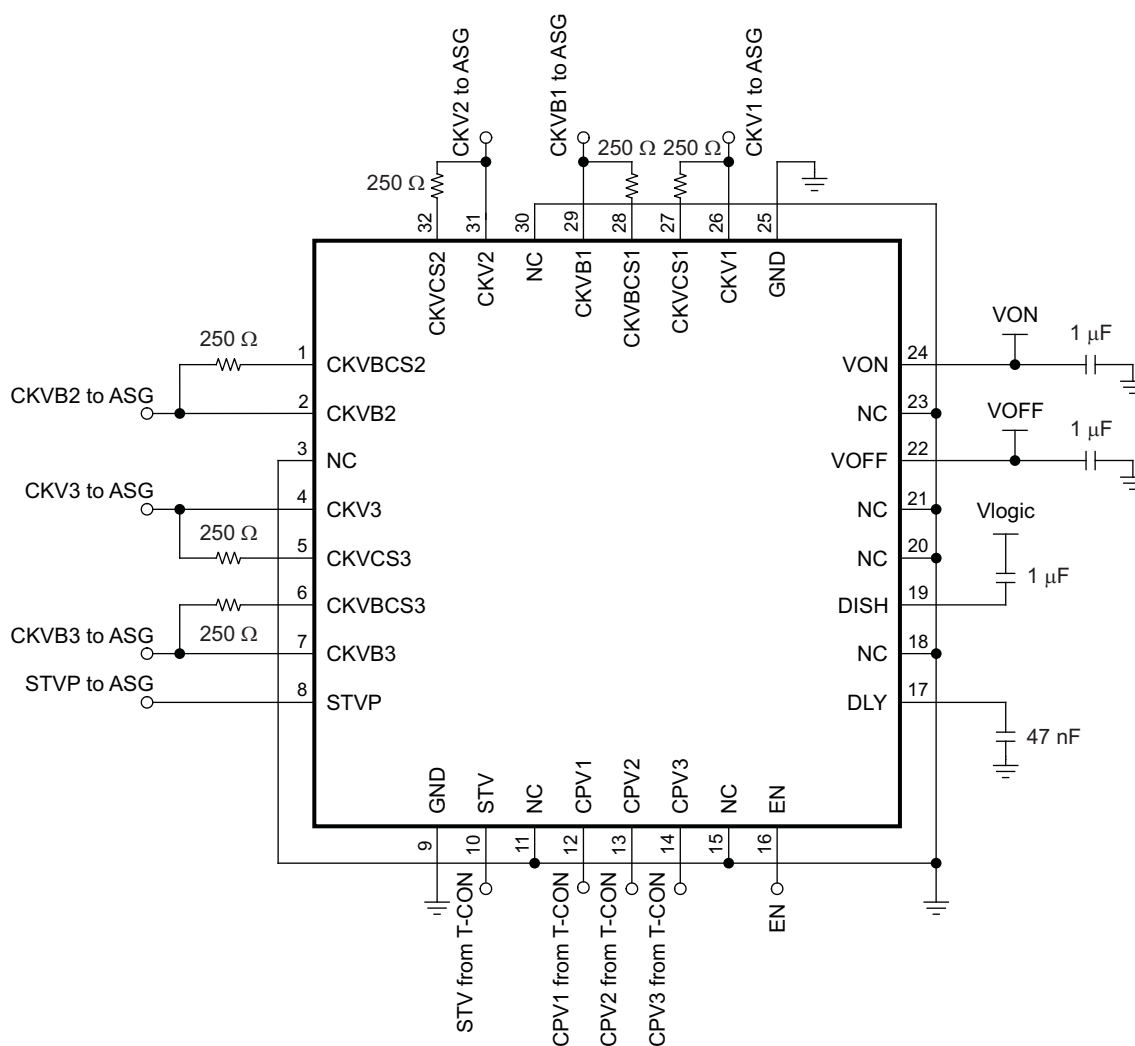 CKV2 to ASG
CKVB1 to ASG
CKV1 to ASG
250 Ω
250 Ω
250 Ω
32
31
30
29
28
27
26
25
CKVCS2
CKV2
NC
CKVB1
CKVBCS1
CKVCS1
CKV1
GND
250 Ω
1
CKVBCS2
CKVB2 to ASG
2
CKVB2
3
NC
CKV3 to ASG
4
CKV3
250 Ω
5
CKVCS3
6
CKVBCS3
CKVB3 to ASG
250 Ω
7
CKVB3
STVP to ASG
8
STVP
VON
24
VON
1 μF
NC
23
VOFF
22
VOFF
1 μF
NC
21
NC
20
Vlogic
DISH
19
1 μF
NC
18
DLY
17
47 nF
GND
STV
NC
CPV1
CPV2
CPV3
NC
EN
9
10
11
12
13
14
15
16
STV from T-CON
CPV1 from T-CON
CPV2 from T-CON
CPV3 from T-CON
EN